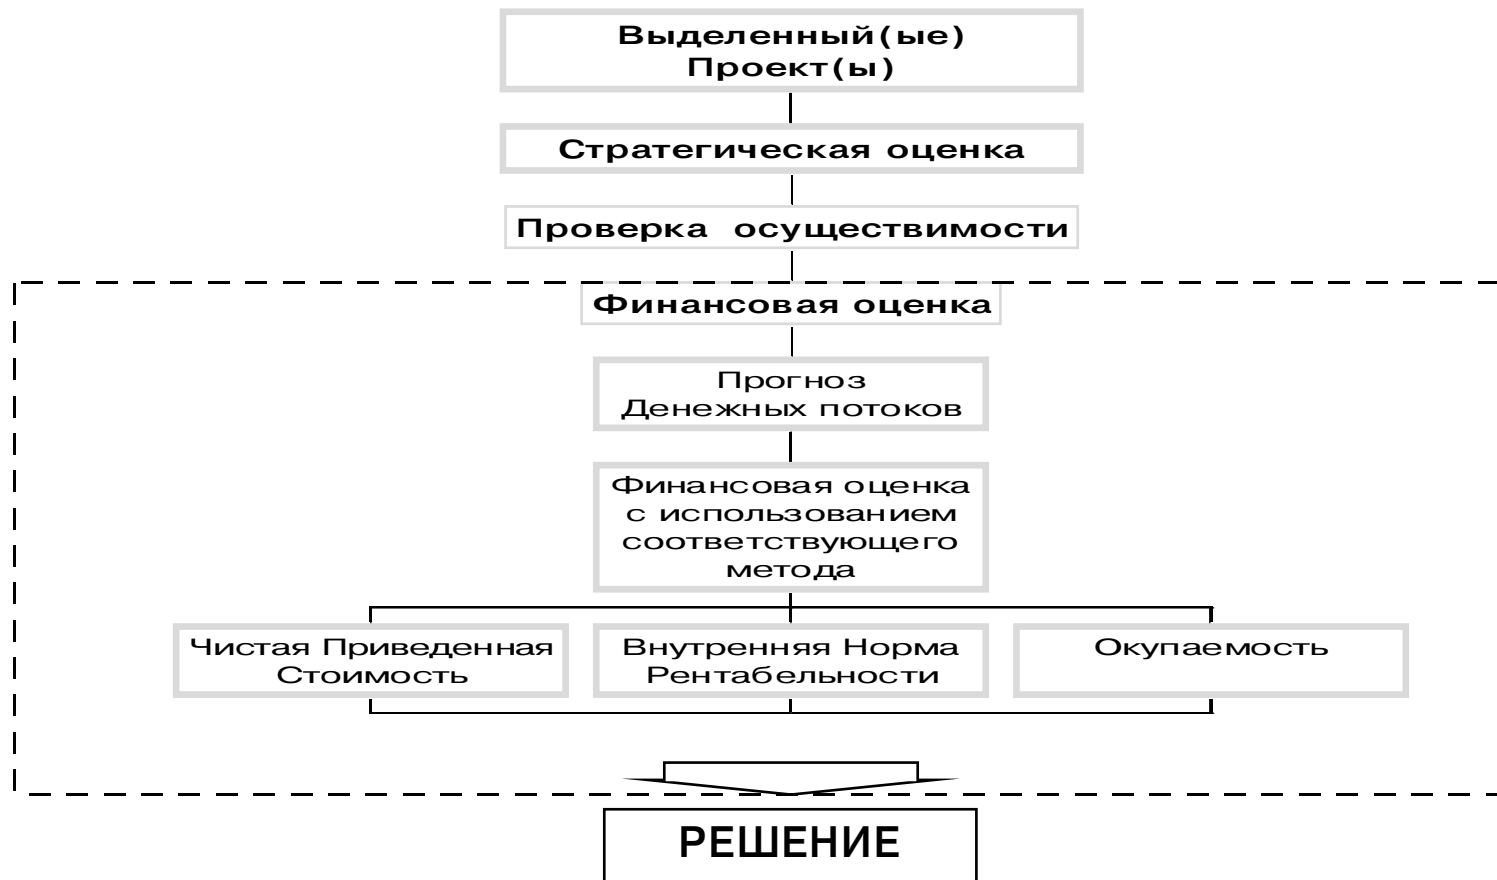 Выделенный(ые)
Проект(ы)
Стратегическая оценка
Проверка осуществимости
Финансовая оценка
Прогноз
Денежных потоков
Финансовая оценка
с использованием
соответствующего
метода
Чистая Приведенная
Стоимость
Внутренняя Норма
Рентабельности
Окупаемость
РЕШЕНИЕ